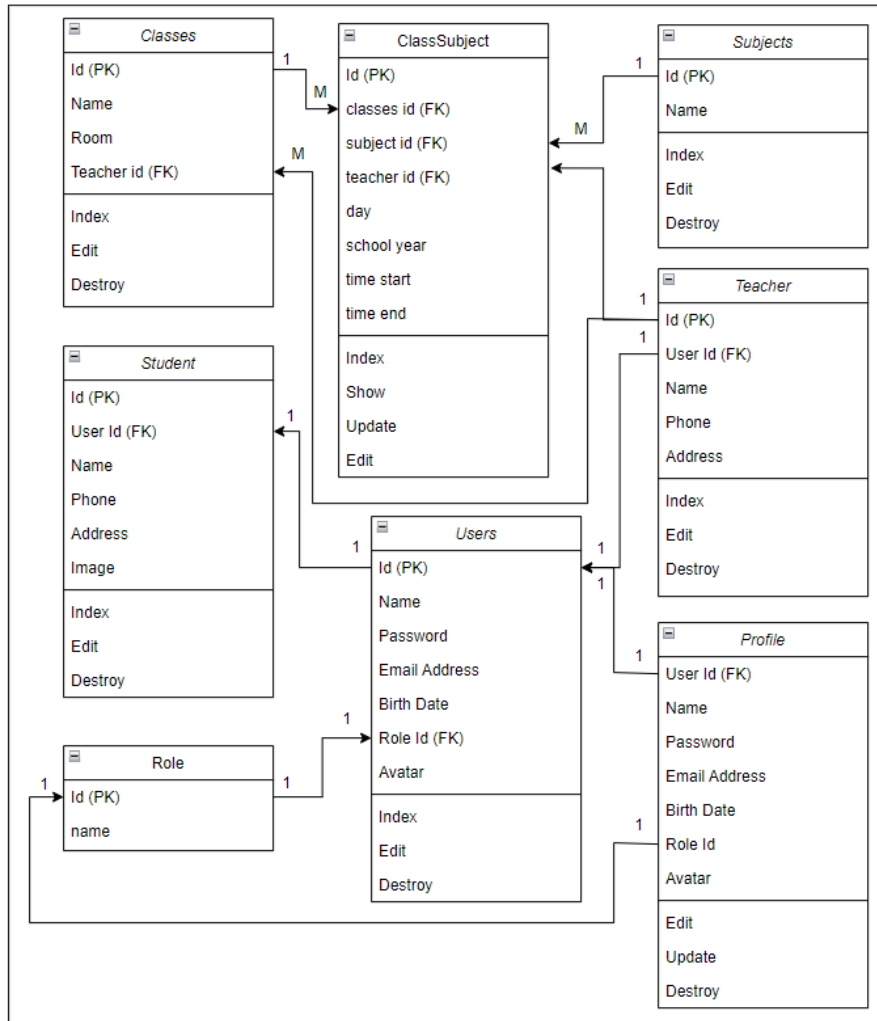 Classes
Id (PK)
Name
Room
Teacher id (FK)
Index
Edit
Destroy
1
M
M
ClassSubject
Id (PK)
classes id (FK)
subject id (FK)
teacher id (FK)
day
school year
time start
time end
Index
Show
Update
Edit
M
1
Subjects
Id (PK)
Name
Index
Edit
Destroy
Teacher
1
Id (PK)
1
User Id (FK)
Name
Phone
Address
Index
Edit
Destroy
Student
Id (PK)
User Id (FK)
Name
Phone
Address
Image
Index
Edit
Destroy
1
1
Users
Id (PK)
Name
Password
Email Address
Birth Date
Role Id (FK)
Avatar
Index
Edit
Destroy
1
1
1
Profile
User Id (FK)
Name
Password
Email Address
Birth Date
Role Id
Avatar
Edit
Update
Destroy
1
Role
Id (PK)
name
1
1
1
1